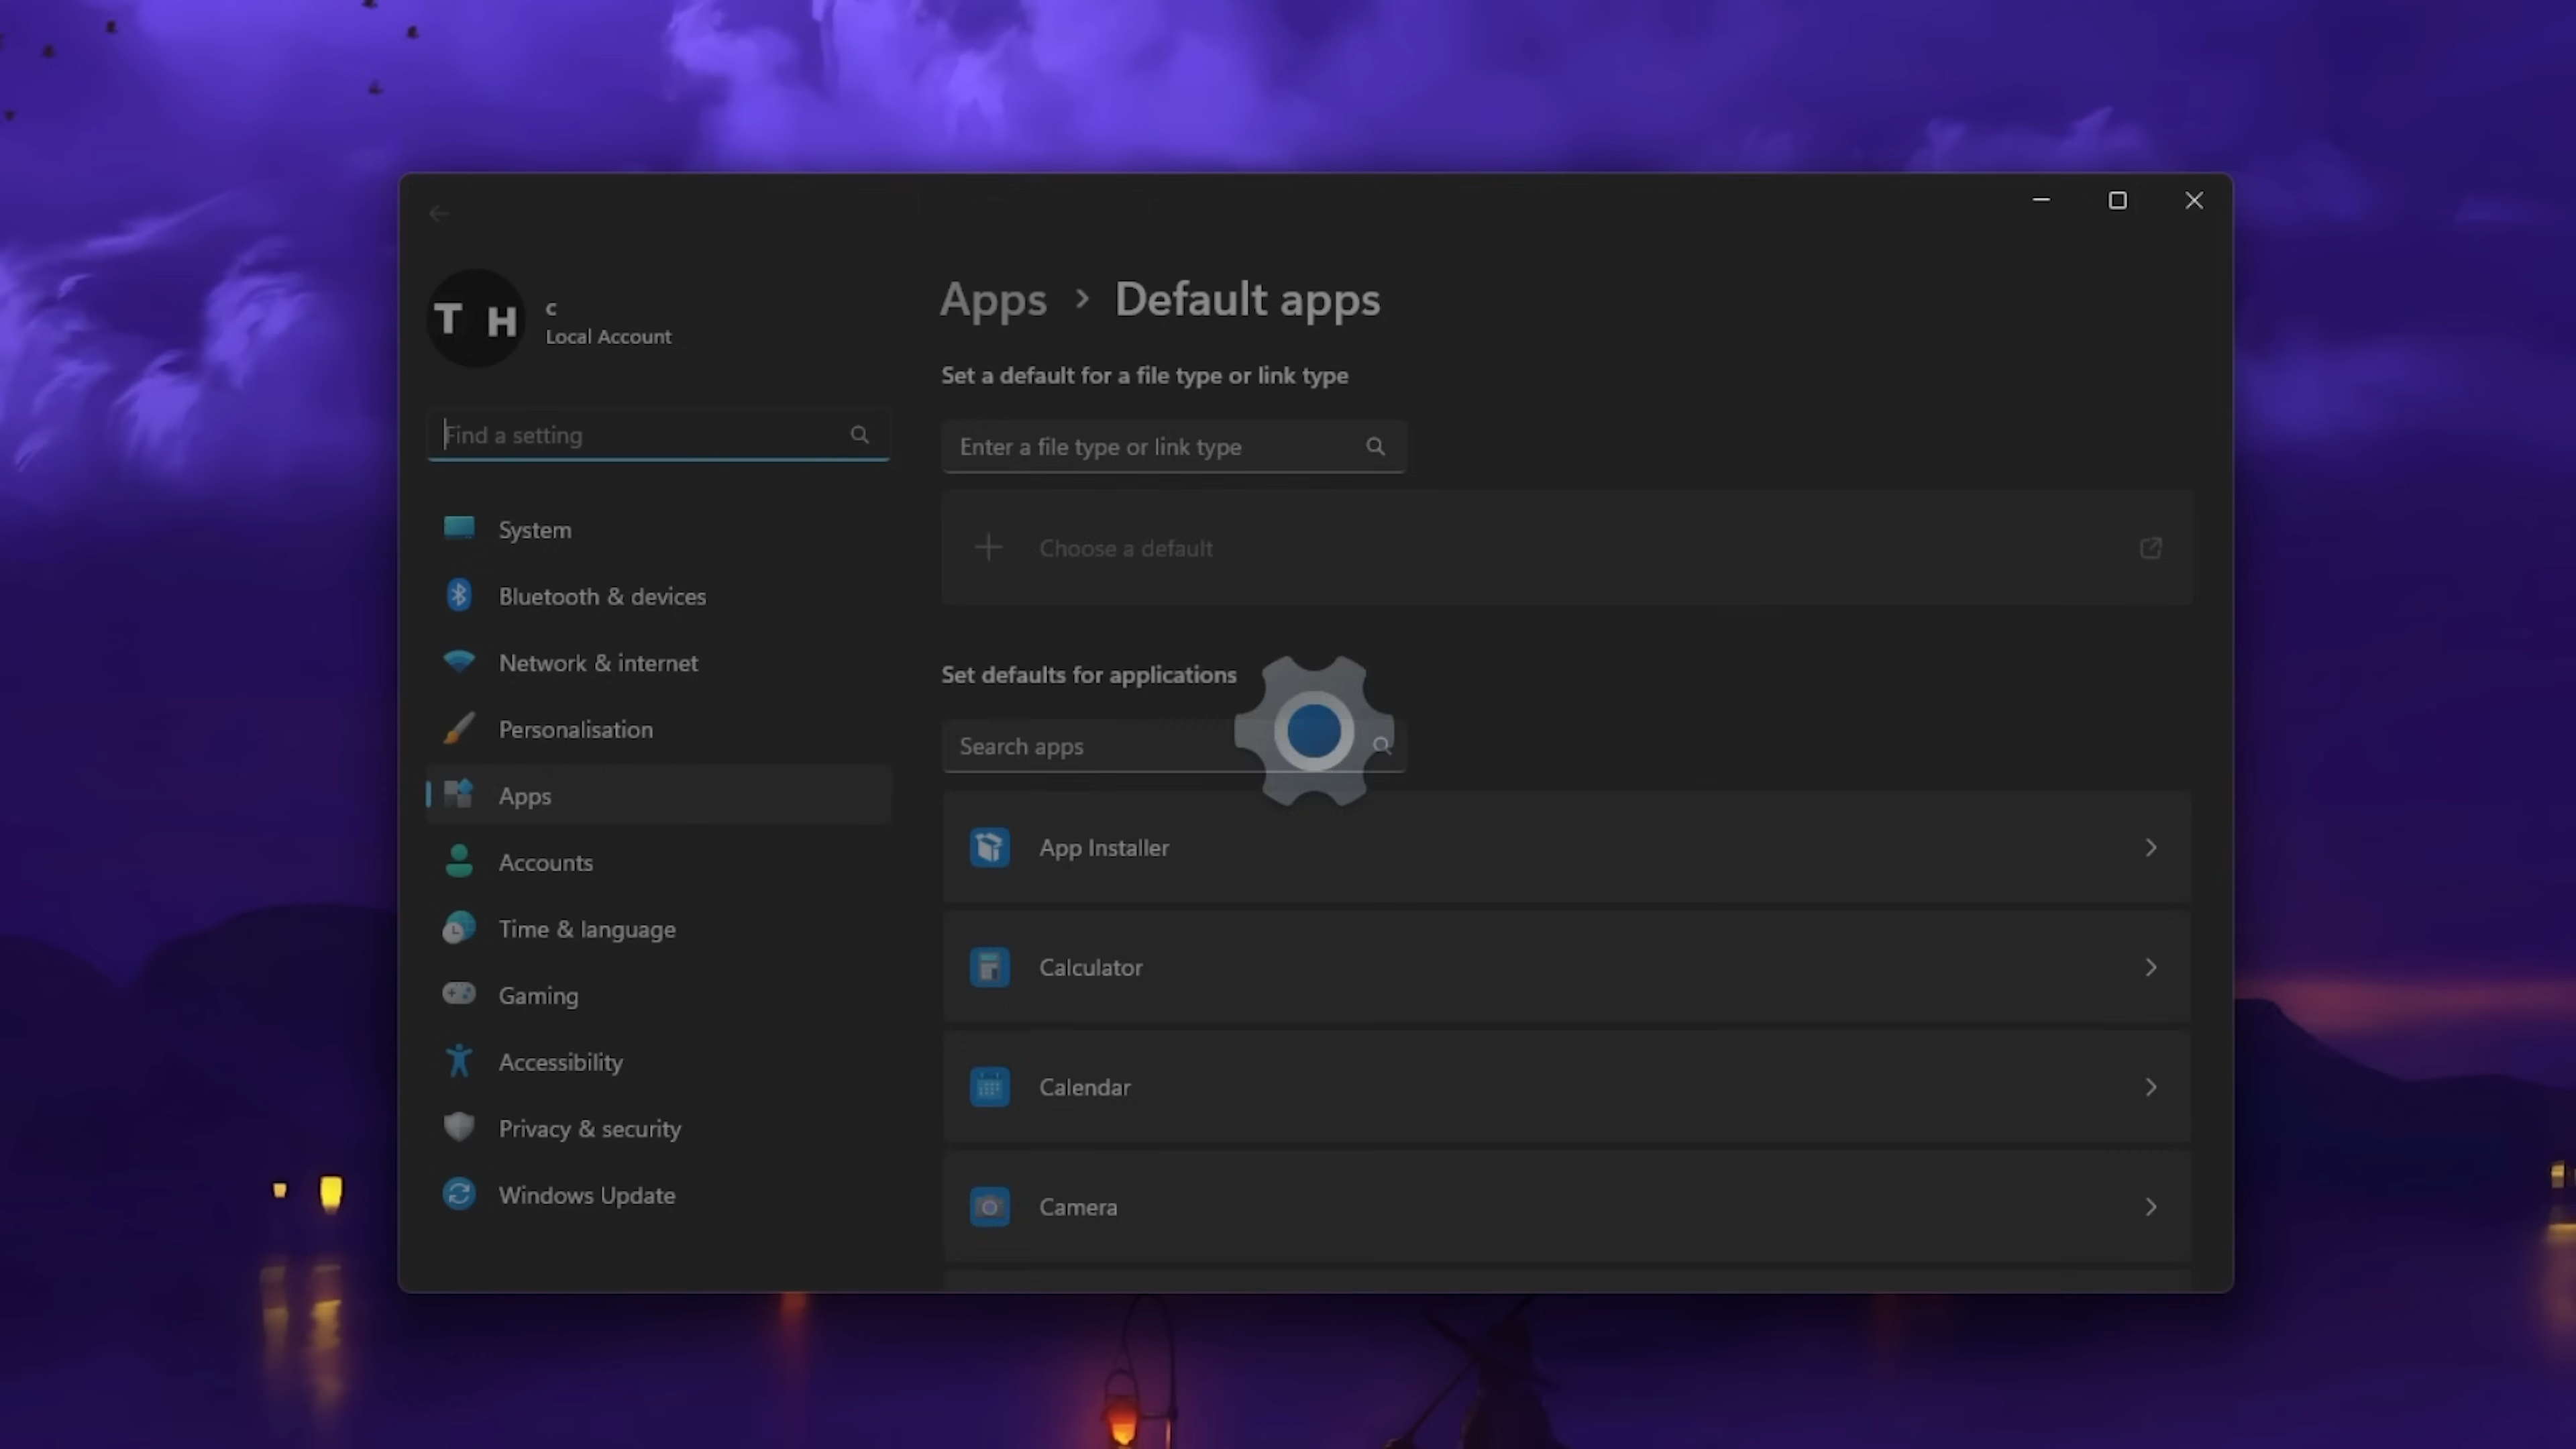 T H
c
Local Account
Find a setting
System
Bluetooth & devices
Network & internet
Personalisation
Apps
Accounts
Time & language
Gaming
Accessibility
Privacy & security
Windows Update
Apps > Default apps
Set a default for a file type or link type
Enter a file type or link type
Choose a default
Set defaults for applications
Search apps
App Installer
Calculator
Calendar
Camera